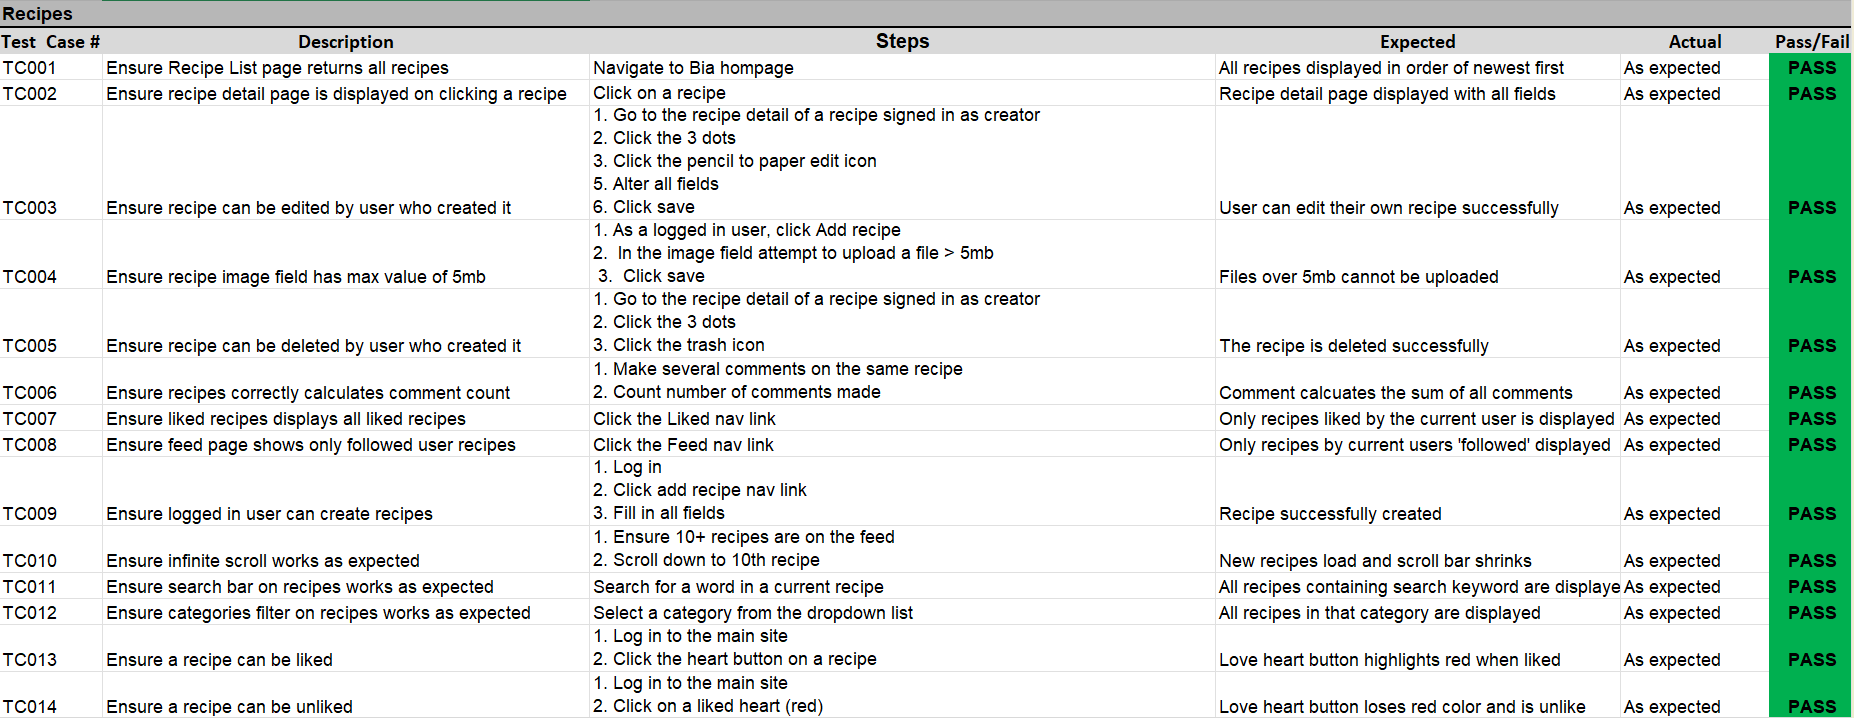 Recipes
Test Case # Description Steps Expected Actual Pass/Fail
TC001 Ensure Recipe List page returns all recipes Navigate to Bia hompage All recipes displayed in order of newest first As expected PASS
TC002 Ensure recipe detail page is displayed on clicking a recipe Click on a recipe Recipe detail page displayed with all fields As expected PASS
1. Go to the recipe detail of a recipe signed in as creator
2. Click the 3 dots
3. Click the pencil to paper edit icon
5. Alter all fields
TC003 Ensure recipe can be edited by user who created it 6. Click save User can edit their own recipe successfully As expected PASS
1. As a logged in user, click Add recipe
2. In the image field attempt to upload a file > 5mb
TC004 Ensure recipe image field has max value of 5mb 3. Click save Files over 5mb cannot be uploaded As expected PASS
1. Go to the recipe detail of a recipe signed in as creator
2. Click the 3 dots
TC005 Ensure recipe can be deleted by user who created it 3. Click the trash icon The recipe is deleted successfully As expected PASS
1. Make several comments on the same recipe
TC006 Ensure recipes correctly calculates comment count 2. Count number of comments made Comment calcuates the sum of all comments As expected PASS
TC007 Ensure liked recipes displays all liked recipes Click the Liked nav link Only recipes liked by the current user is displayed As expected PASS
TC008 Ensure feed page shows only followed user recipes Click the Feed nav link Only recipes by current users 'followed' displayed As expected PASS
1. Log in
2. Click add recipe nav link
TC009 Ensure logged in user can create recipes 3. Fill in all fields Recipe successfully created As expected PASS
1. Ensure 10+ recipes are on the feed
TC010 Ensure infinite scroll works as expected 2. Scroll down to 10th recipe New recipes load and scroll bar shrinks As expected PASS
TC011 Ensure search bar on recipes works as expected Search for a word in a current recipe All recipes containing search keyword are displaye As expected PASS
TC012 Ensure categories filter on recipes works as expected Select a category from the dropdown list All recipes in that category are displayed As expected PASS
1. Log in to the main site
TC013 Ensure a recipe can be liked 2. Click the heart button on a recipe Love heart button highlights red when liked As expected PASS
1. Log in to the main site
TC014 Ensure a recipe can be unliked 2. Click on a liked heart (red) Love heart button loses red color and is unlike As expected PASS